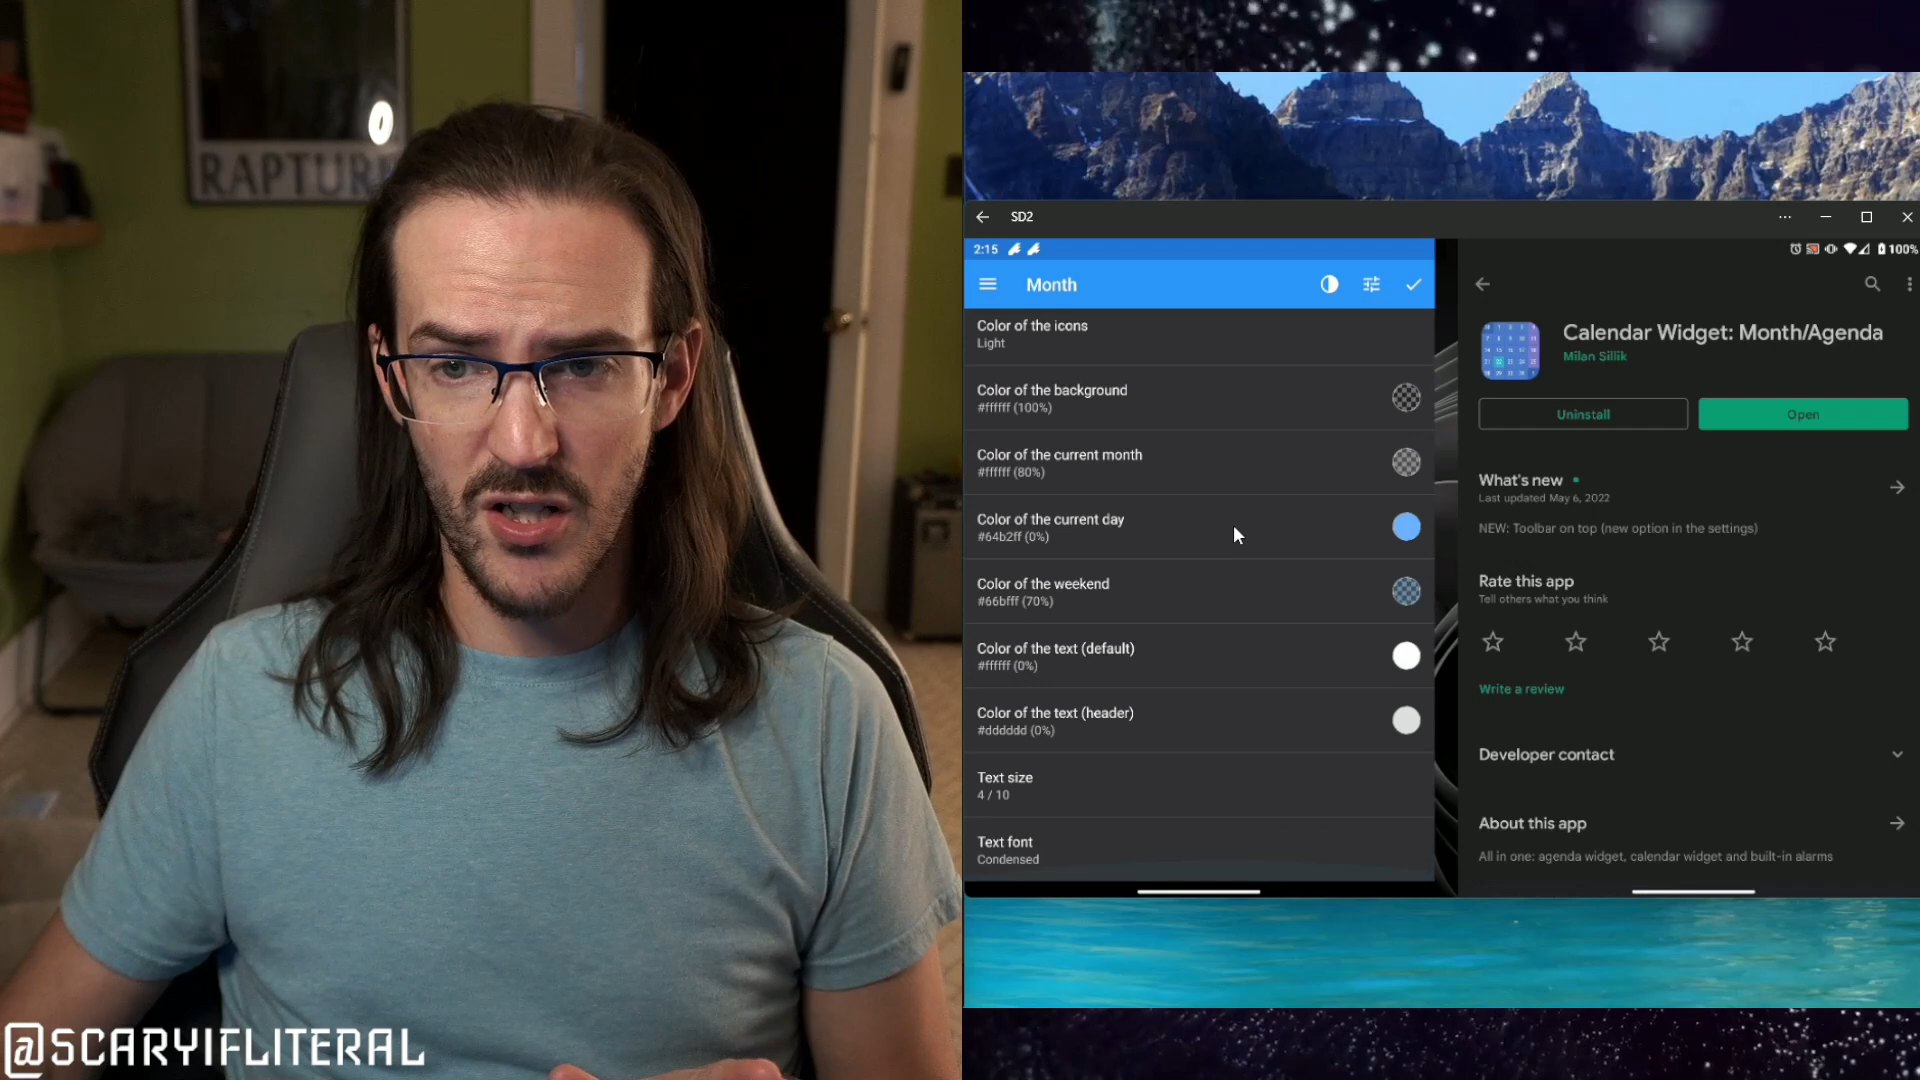 RAPTUR
@SCARYIFLITERAL
SD2
2:15
100%
Month
Color of the icons
Light
Color of the background
#ffffff (100%)
Color of the current month
#ffffff (80%)
Color of the current day
#64b2ff (0%)
Color of the weekend
#66bfff (70%)
Color of the text (default)
#ffffff (0%)
Color of the text (header)
#dddddd (0%)
Text size
4 / 10
Text font
Condensed
Calendar Widget: Month/Agenda
Milan Sillik
Uninstall
Open
What's new
Last updated May 6, 2022
NEW: Toolbar on top (new option in the settings)
Rate this app
Tell others what you think
Write a review
Developer contact
About this app
All in one: agenda widget, calendar widget and built-in alarms